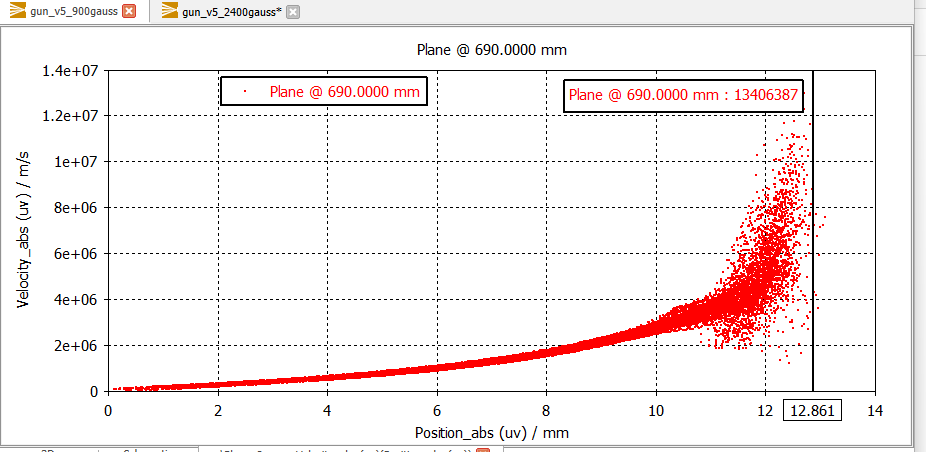 gun_v5_900gauss
gun_v5_2400gauss*
Plane @ 690.0000 mm
1.4e+07
Plane @ 690.0000 mm
Plane @ 690.0000 mm : 13406387
1.2e+07
1e+07
8e+06
6e+06
4e+06
2e+06
0
Velocity_abs (uv) / m/s
0 2 4 6 8 10 12 12.861 14
Position_abs (uv) / mm